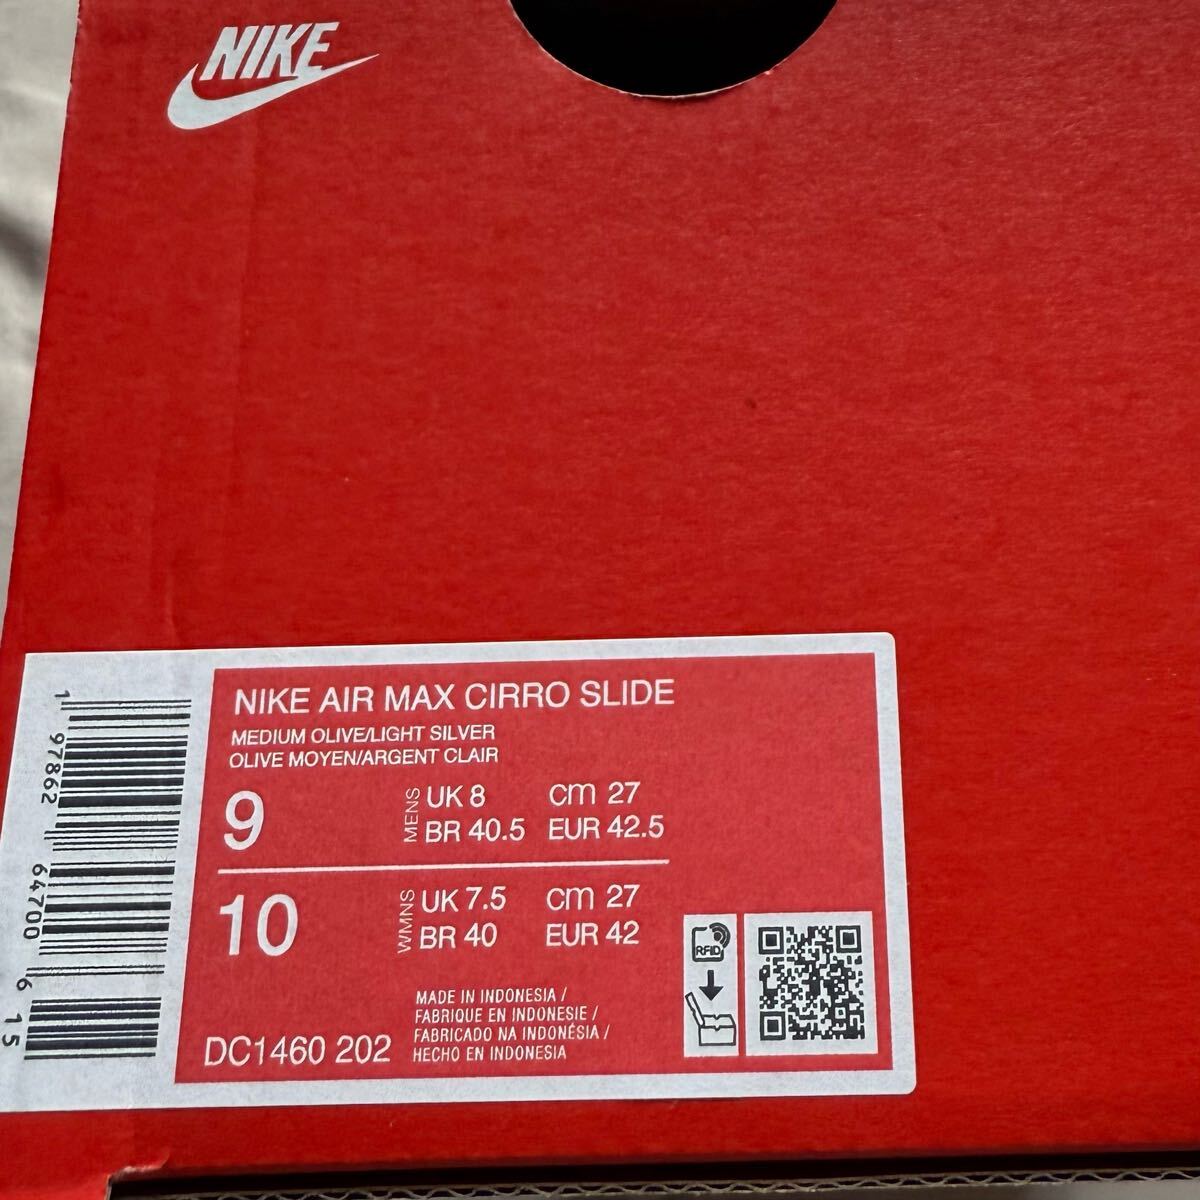 NIKE
NIKE AIR MAX CIRRO SLIDE
MEDIUM OLIVE/LIGHT SILVER
OLIVE MOYEN/ARGENT CLAIR
9 MENS UK 8 cm 27
BR 40.5 EUR 42.5
10 WMNS UK 7.5 cm 27
BR 40 EUR 42
MADE IN INDONESIA /
FABRIQUE EN INDONESIE /
FABRICADO NA INDONÉSIA /
HECHO EN INDONESIA
DC1460 202
RFID
1 97862 64700 6 15